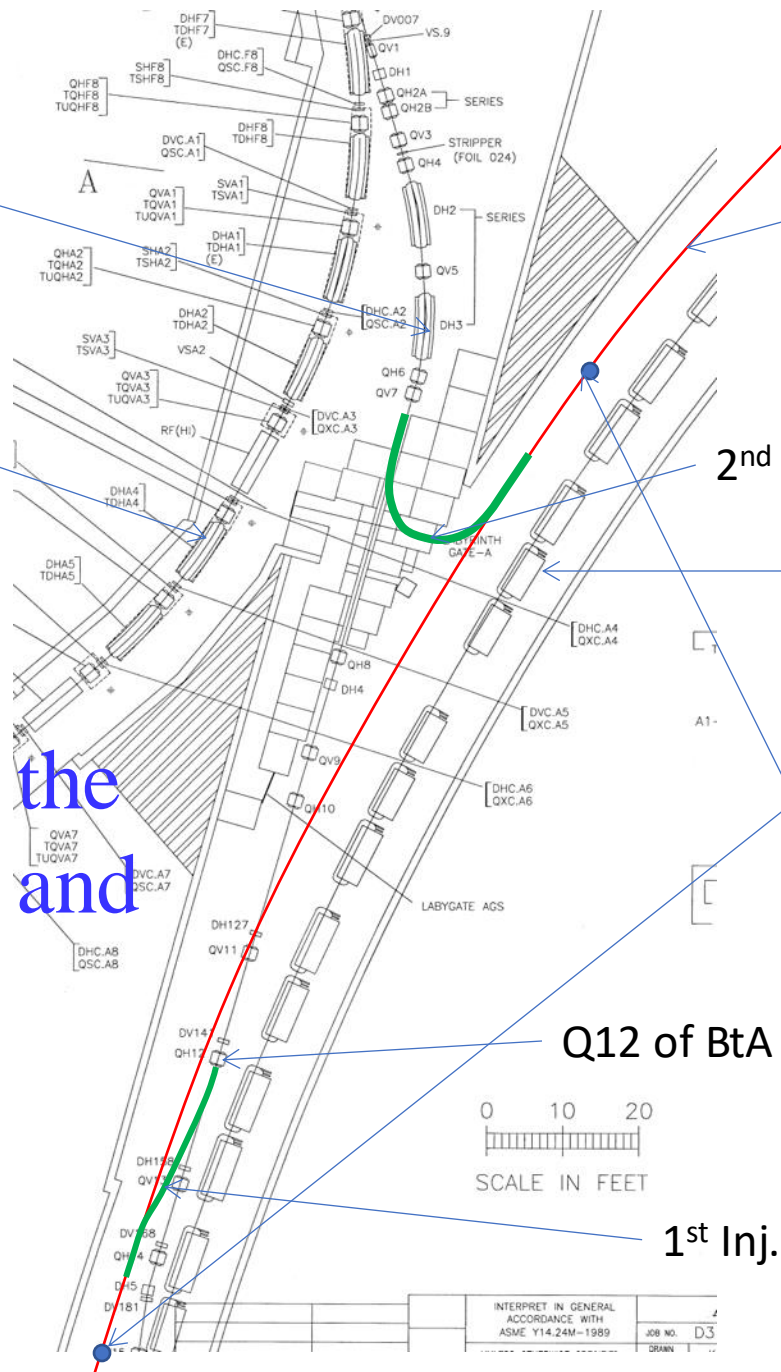 DHF7
TDHF7
(E)
DV007
VS.9
QV1
DH1
DHC.F8
QSC.F8
SHF8
TSHF8
QHF8
TQHF8
TUQHF8
QH2A
QH2B
SERIES
DHF8
TDHF8
QV3
STRIPPER
(FOIL 024)
QH4
DVC.A1
QSC.A1
A
SVA1
TSVA1
QVA1
TQVA1
TUQVA1
DH2
SERIES
DHA1
TDHA1
(E)
SHA2
TSHA2
QHA2
TQHA2
TUQHA2
QV5
DHC.A2
QSC.A2
DH3
DHA2
TDHA2
SVA3
TSVA3
VSA2
QVA3
TQVA3
TUQVA3
QH6
QV7
DVC.A3
QXC.A3
RF(HI)
2nd
DHA4
TDHA4
GATE-A
DHA5
TDHA5
DHC.A4
QXC.A4
QH8
DH4
DVC.A5
QXC.A5
A1-
QV9
the
DHC.A6
QXC.A6
QH10
QVA7
TQVA7
TUQVA7
and
DVC.A7
QSC.A7
LABYGATE AGS
DH127
QV11
DHC.A8
QSC.A8
DV141
QH12
Q12 of BtA
0 10 20
SCALE IN FEET
DH158
QV13
1st Inj.
DH5
DV181
INTERPRET IN GENERAL
ACCORDANCE WITH
ASME Y14.24M-1989
JOB NO. D3
DRAWN